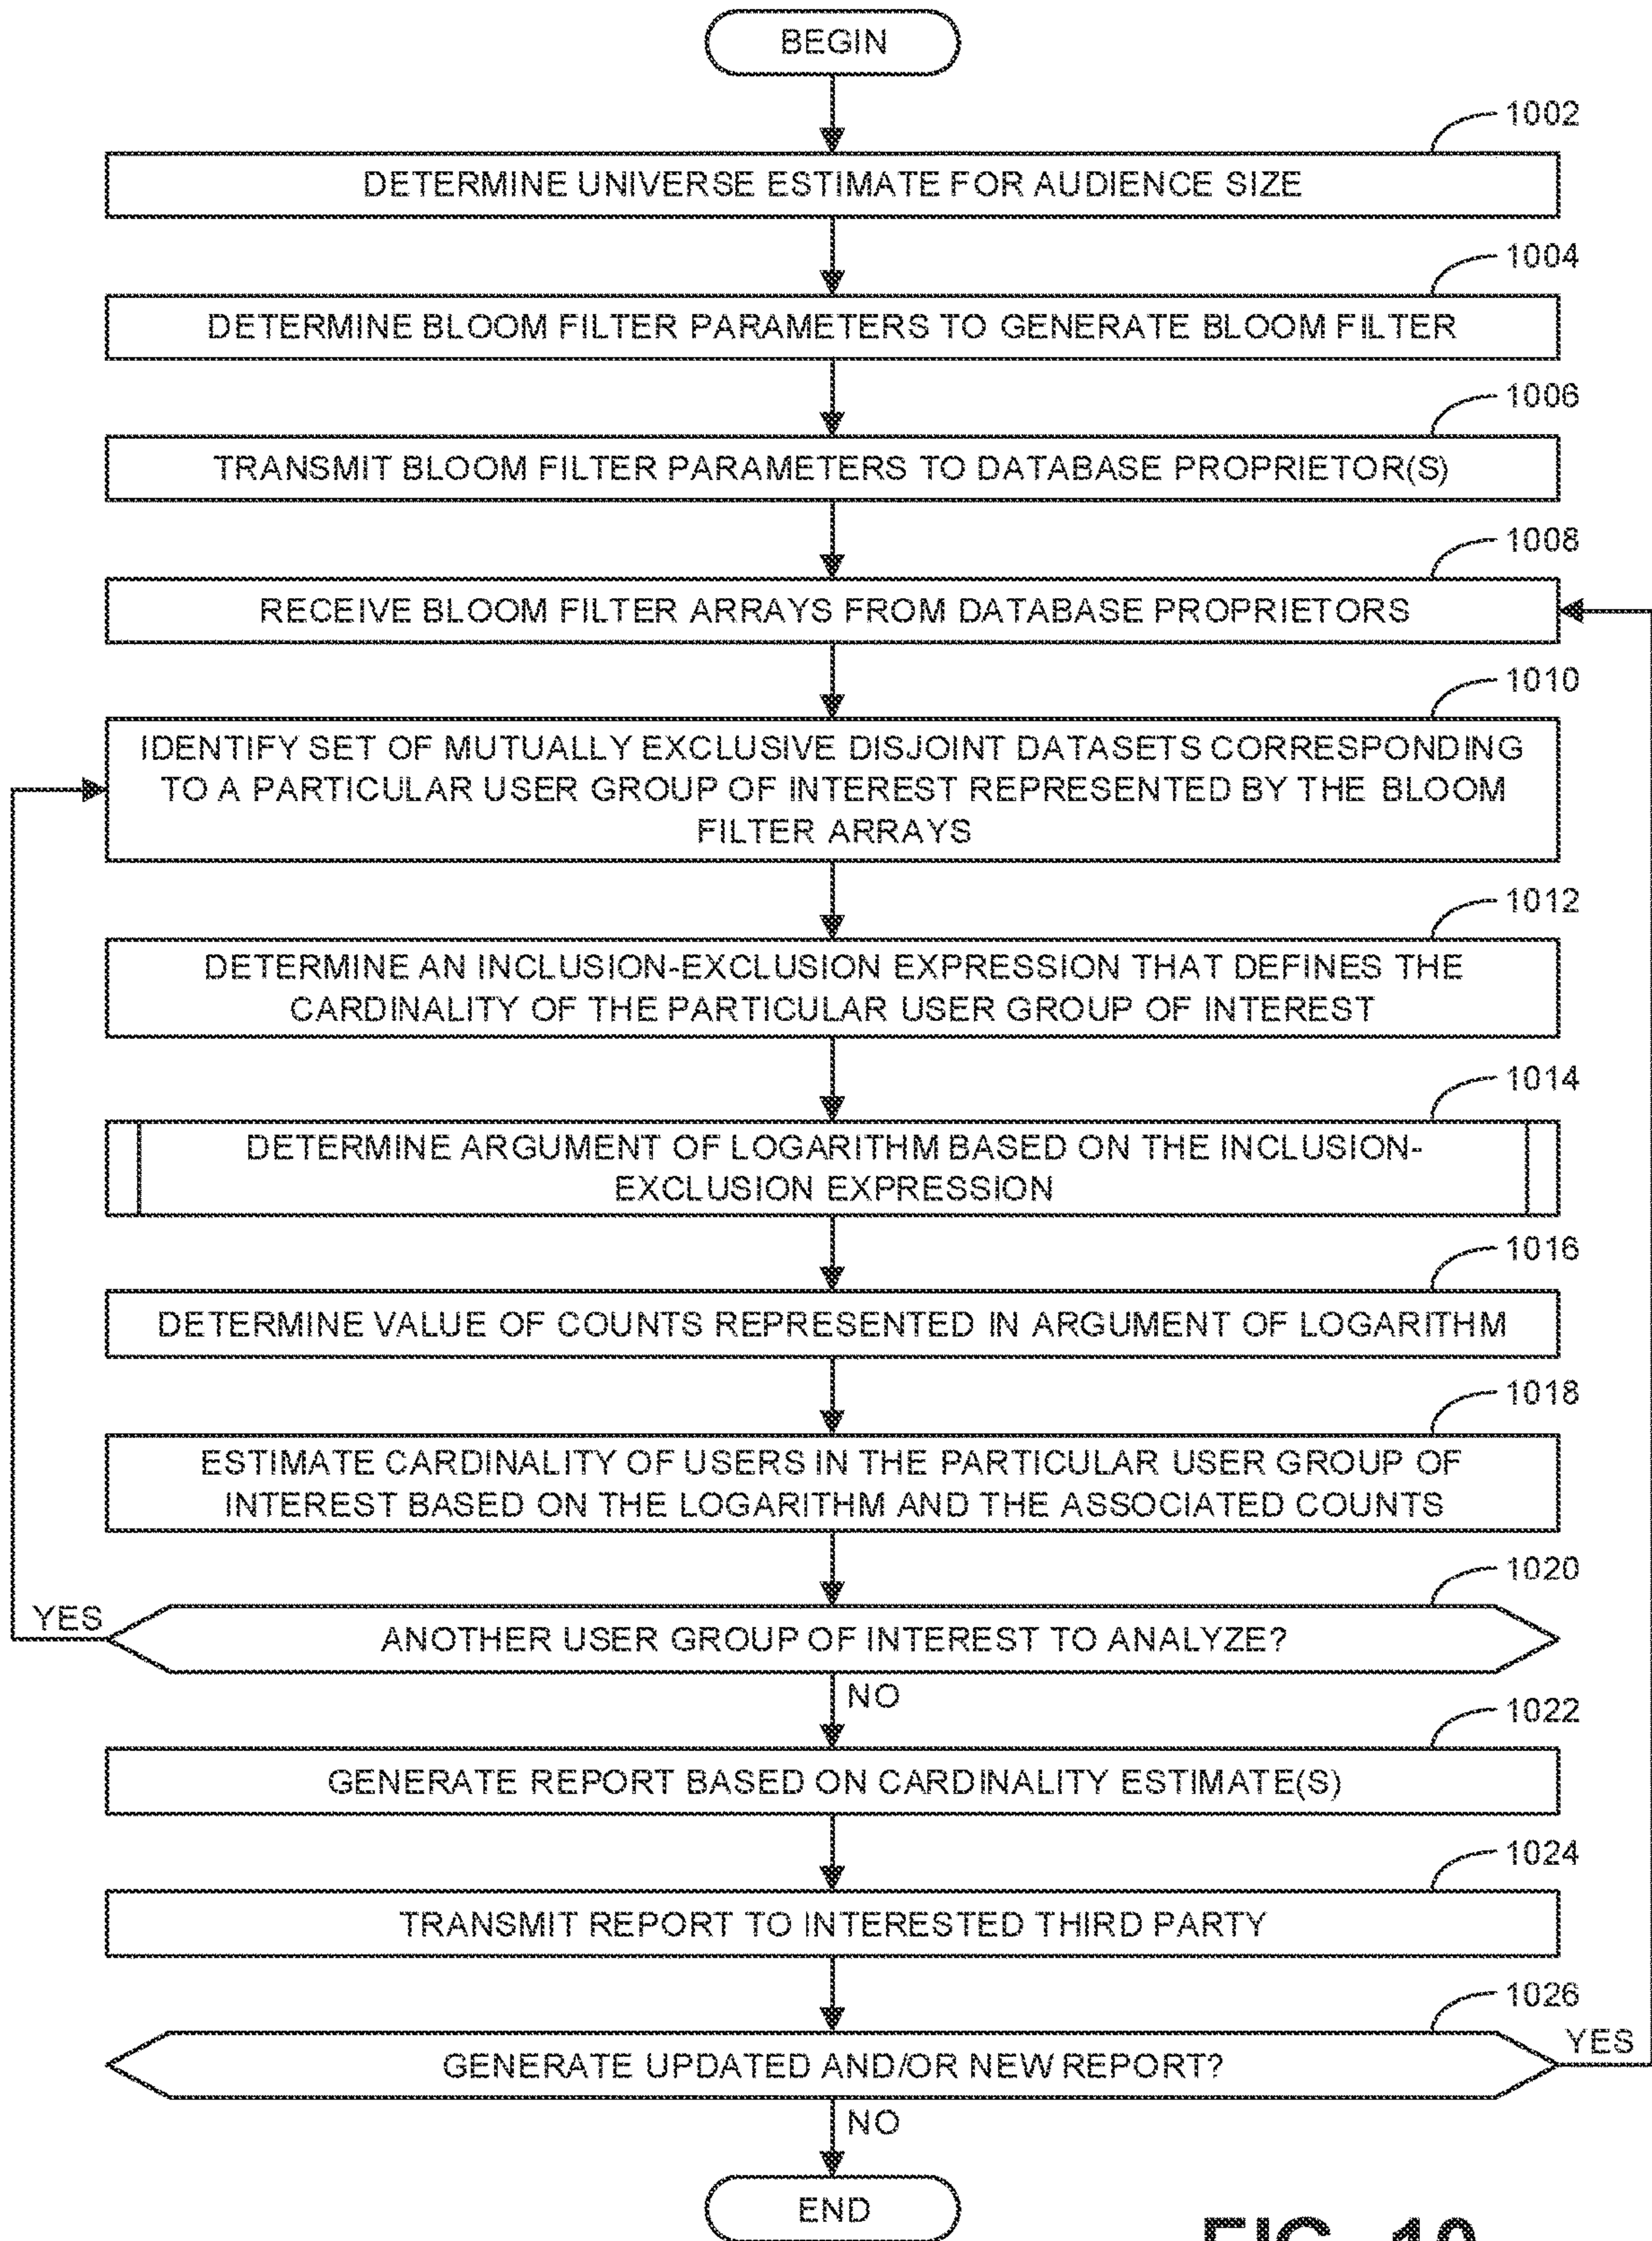 BEGIN
1002
DETERMINE UNIVERSE ESTIMATE FOR AUDIENCE SIZE
1004
DETERMINE BLOOM FILTER PARAMETERS TO GENERATE BLOOM FILTER
1006
TRANSMIT BLOOM FILTER PARAMETERS TO DATABASE PROPRIETOR(S)
1008
RECEIVE BLOOM FILTER ARRAYS FROM DATABASE PROPRIETORS
1010
IDENTIFY SET OF MUTUALLY EXCLUSIVE DISJOINT DATASETS CORRESPONDING
TO A PARTICULAR USER GROUP OF INTEREST REPRESENTED BY THE BLOOM
FILTER ARRAYS
1012
DETERMINE AN INCLUSION-EXCLUSION EXPRESSION THAT DEFINES THE
CARDINALITY OF THE PARTICULAR USER GROUP OF INTEREST
1014
DETERMINE ARGUMENT OF LOGARITHM BASED ON THE INCLUSION-
EXCLUSION EXPRESSION
1016
DETERMINE VALUE OF COUNTS REPRESENTED IN ARGUMENT OF LOGARITHM
1018
ESTIMATE CARDINALITY OF USERS IN THE PARTICULAR USER GROUP OF
INTEREST BASED ON THE LOGARITHM AND THE ASSOCIATED COUNTS
1020
YES
ANOTHER USER GROUP OF INTEREST TO ANALYZE?
NO
1022
GENERATE REPORT BASED ON CARDINALITY ESTIMATE(S)
1024
TRANSMIT REPORT TO INTERESTED THIRD PARTY
1026
YES
GENERATE UPDATED AND/OR NEW REPORT?
NO
END
FIG. 10